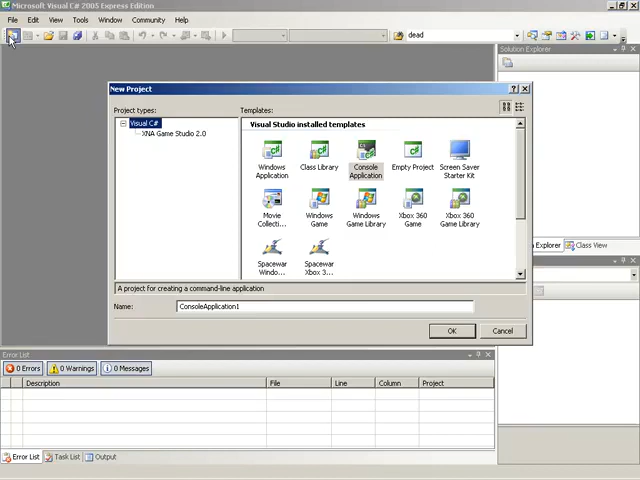 Microsoft Visual C# 2005 Express Edition
File Edit View Tools Window Community Help
dead
Solution Explorer
New Project
Project types:
Templates:
Visual C#
XNA Game Studio 2.0
Visual Studio installed templates
Windows Application
Class Library
Console Application
Empty Project
Screen Saver Starter Kit
Movie Collecti...
Windows Game
Windows Game Library
Xbox 360 Game
Xbox 360 Game Library
Spacewar Windo...
Spacewar Xbox 3...
A project for creating a command-line application
Name:
ConsoleApplication1
OK
Cancel
n Explorer
Class View
Error List
0 Errors
0 Warnings
0 Messages
Description File Line Column Project
Error List Task List Output